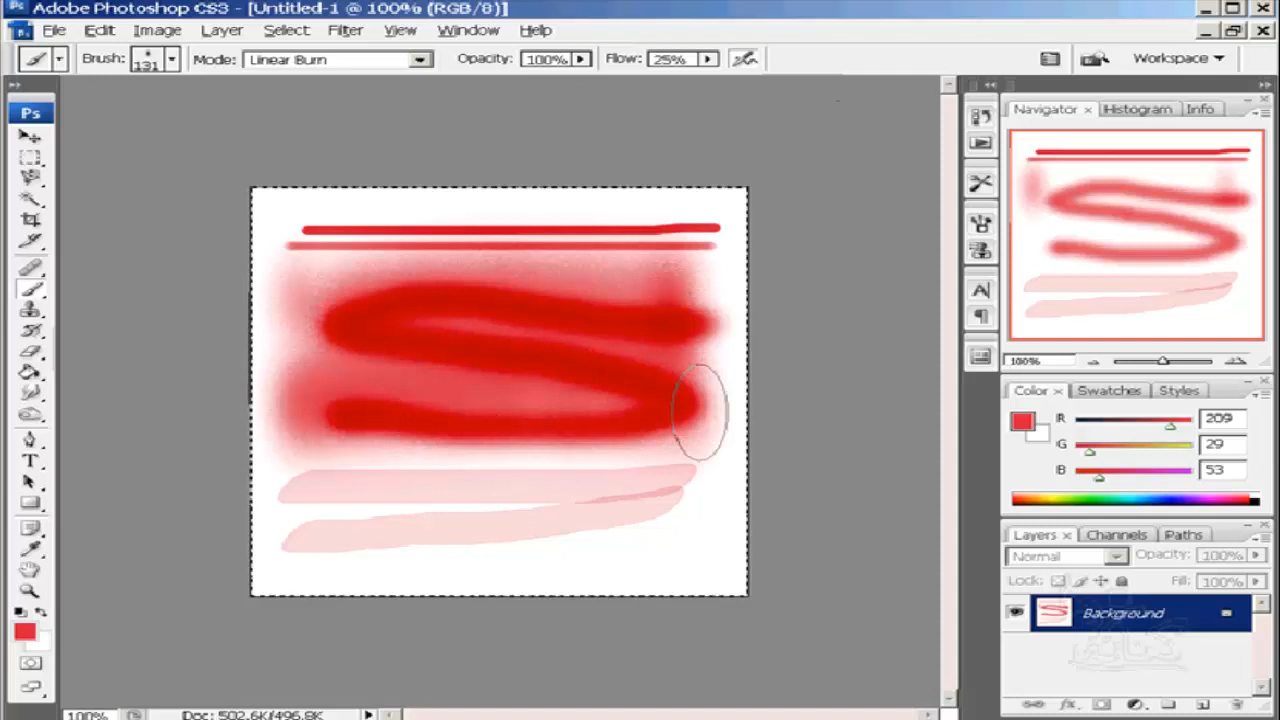 Adobe Photoshop CS3 - [Untitled-1 @ 100% (RGB/8)]
File Edit Image Layer Select Filter View Window Help
Brush: 131 Mode: Linear Burn Opacity: 100% Flow: 25% Workspace
Ps
Navigator × Histogram Info
100%
Color × Swatches Styles
R 209
G 29
B 53
Layers × Channels Paths
Normal Opacity: 100%
Lock: Fill: 100%
Background
100% Doc: 502.6K/496.8K